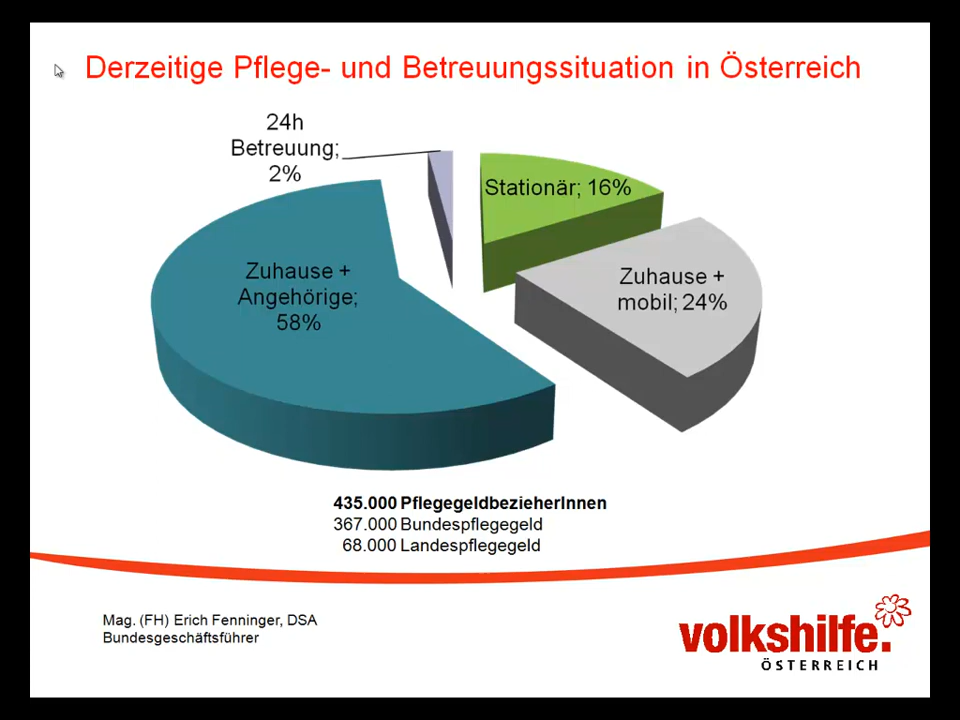 Derzeitige Pflege- und Betreuungssituation in Österreich
24h
Betreuung;
2%
Stationär; 16%
Zuhause +
mobil; 24%
Zuhause +
Angehörige;
58%
435.000 PflegegeldbezieherInnen
367.000 Bundespflegegeld
68.000 Landespflegegeld
Mag. (FH) Erich Fenninger, DSA
Bundesgeschäftsführer
volkshilfe.
ÖSTERREICH